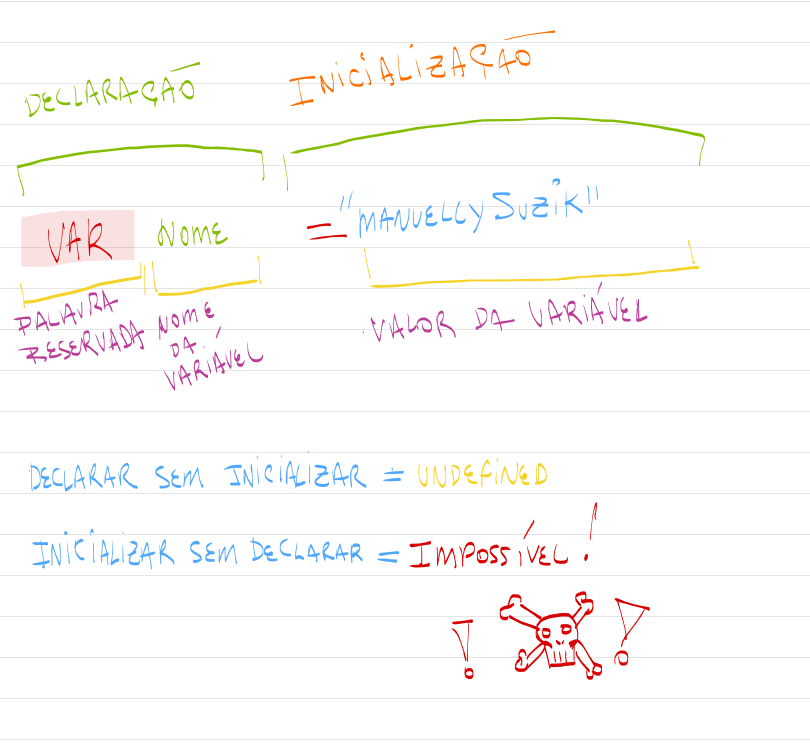 DECLARAÇÃO INICIALIZAÇÃO
VAR NOME = "MANUELLY SUZIK"
PALAVRA RESERVADA
NOME DA VARIÁVEL
VALOR DA VARIÁVEL
DECLARAR SEM INICIALIZAR = UNDEFINED
INICIALIZAR SEM DECLARAR = IMPOSSÍVEL!
! !